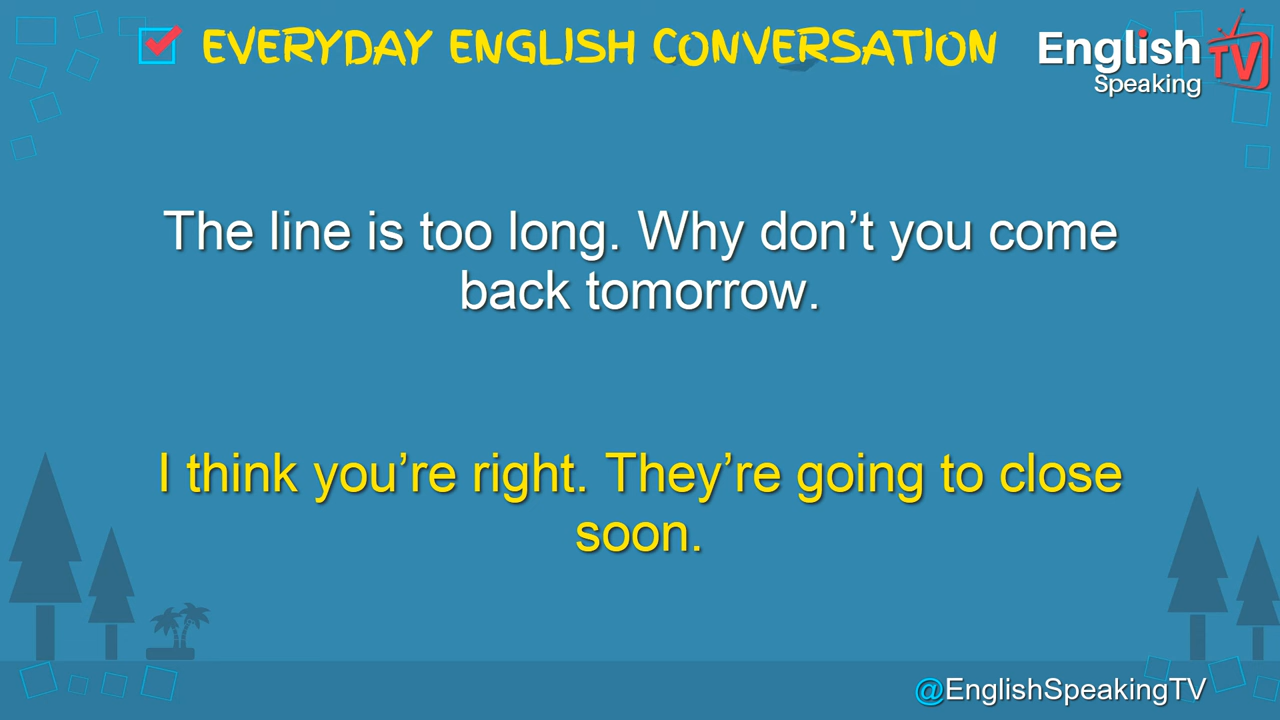 EVERYDAY ENGLISH CONVERSATION
English
Speaking
TV
The line is too long. Why don’t you come
back tomorrow.
I think you’re right. They’re going to close
soon.
@EnglishSpeakingTV